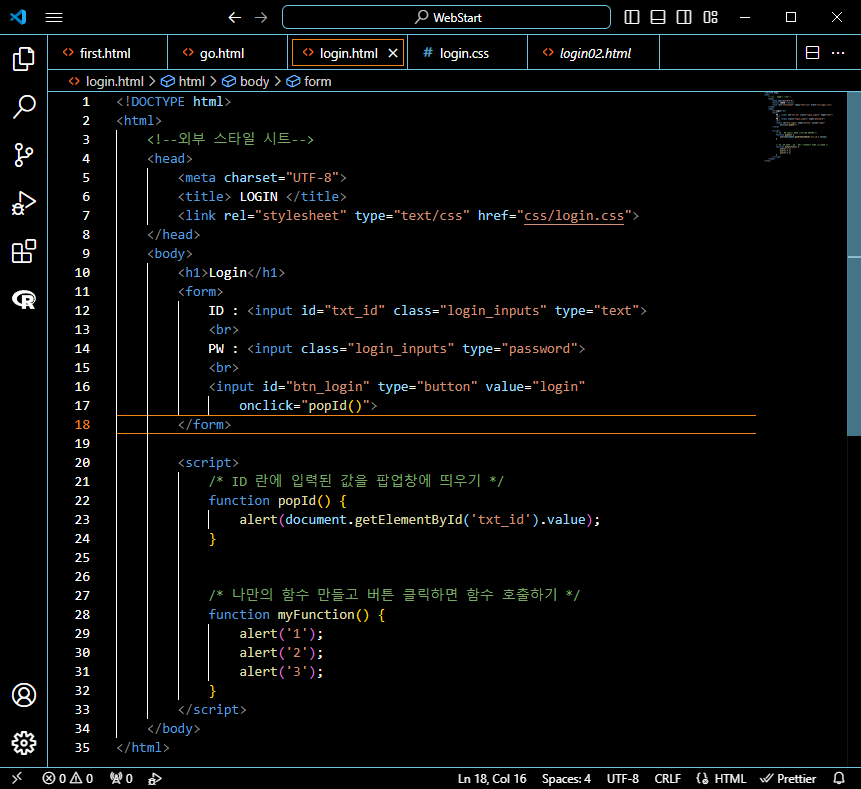 WebStart
first.html
go.html
login.html
# login.css
login02.html
login.html > html > body > form
1 <!DOCTYPE html>
2 <html>
3 <!--외부 스타일 시트-->
4 <head>
5 <meta charset="UTF-8">
6 <title> LOGIN </title>
7 <link rel="stylesheet" type="text/css" href="css/login.css">
8 </head>
9 <body>
10 <h1>Login</h1>
11 <form>
12 ID : <input id="txt_id" class="login_inputs" type="text">
13 <br>
14 PW : <input class="login_inputs" type="password">
15 <br>
16 <input id="btn_login" type="button" value="login"
17 onclick="popId()">
18 </form>
19
20 <script>
21 /* ID 란에 입력된 값을 팝업창에 띄우기 */
22 function popId() {
23 alert(document.getElementById('txt_id').value);
24 }
25
26
27 /* 나만의 함수 만들고 버튼 클릭하면 함수 호출하기 */
28 function myFunction() {
29 alert('1');
30 alert('2');
31 alert('3');
32 }
33 </script>
34 </body>
35 </html>
0 0 0 Ln 18, Col 16 Spaces: 4 UTF-8 CRLF HTML Prettier